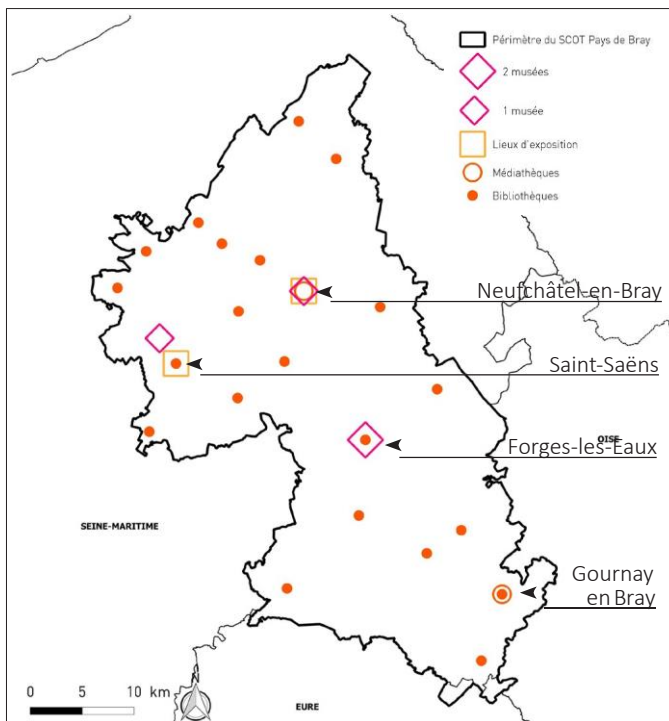 Périmètre du SCOT Pays de Bray
2 musées
1 musée
Lieux d'exposition
Médiathèques
Bibliothèques
Neufchâtel-en-Bray
Saint-Saëns
Forges-les-Eaux
OISE
SEINE-MARITIME
Gournay
en Bray
N
0 5 10 km
EURE